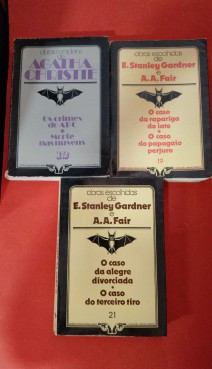 obras escolhidas
de
AGATHA
CHRISTIE
Os crimes
do ABC
Morte
nas nuvens
obras escolhidas
de
E. Stanley Gardner
e
A.A. Fair
O caso
da rapariga
do iate
O caso
do papagaio
perjuro
19
obras escolhidas
de
E. Stanley Gardner
e
A.A. Fair
O caso
da alegre
divorciada
O caso
do terceiro tiro
21